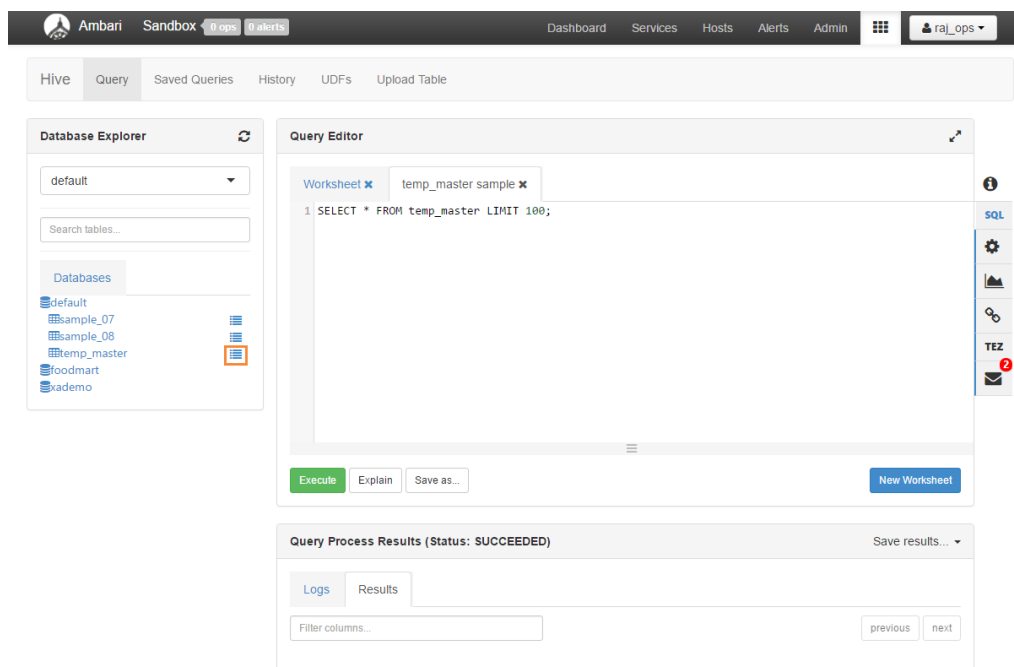 Ambari Sandbox 0 ops 0 alerts Dashboard Services Hosts Alerts Admin raj_ops
Hive Query Saved Queries History UDFs Upload Table
Database Explorer
default
Search tables...
Databases
default
sample_07
sample_08
temp_master
foodmart
xademo
Query Editor
Worksheet temp_master sample
1 SELECT * FROM temp_master LIMIT 100;
Execute Explain Save as... New Worksheet
SQL
TEZ
2
Query Process Results (Status: SUCCEEDED) Save results...
Logs Results
Filter columns... previous next